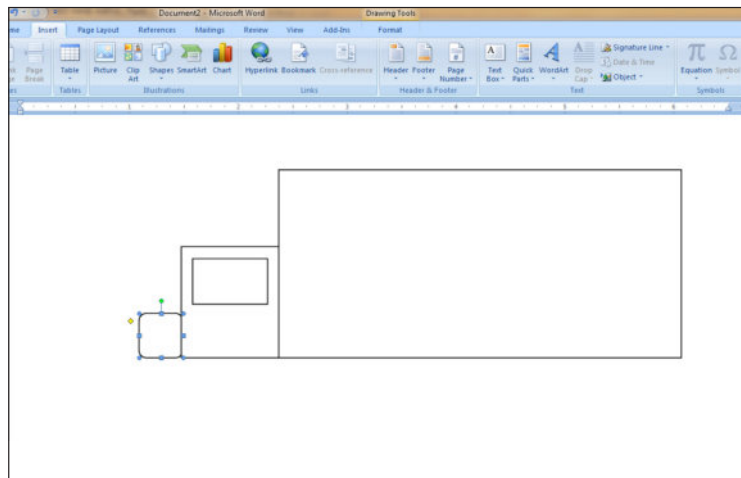 Document2 - Microsoft Word Drawing Tools
Insert Page Layout References Mailings Review View Add-Ins Format
Page Break Table Picture Clip Art Shapes SmartArt Chart Hyperlink Bookmark Cross-reference Header Footer Page Number Text Box Quick Parts WordArt Drop Cap Signature Line Date & Time Object Equation Symbol
Tables Illustrations Links Header & Footer Text Symbols